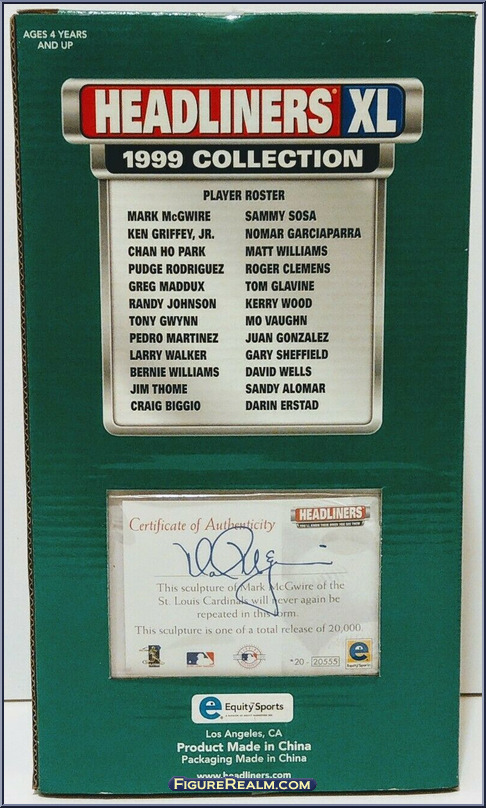 AGES 4 YEARS
AND UP
HEADLINERS XL
1999 COLLECTION
PLAYER ROSTER
MARK McGWIRE
KEN GRIFFEY, JR.
CHAN HO PARK
PUDGE RODRIGUEZ
GREG MADDUX
RANDY JOHNSON
TONY GWYNN
PEDRO MARTINEZ
LARRY WALKER
BERNIE WILLIAMS
JIM THOME
CRAIG BIGGIO
SAMMY SOSA
NOMAR GARCIAPARRA
MATT WILLIAMS
ROGER CLEMENS
TOM GLAVINE
KERRY WOOD
MO VAUGHN
JUAN GONZALEZ
GARY SHEFFIELD
DAVID WELLS
SANDY ALOMAR
DARIN ERSTAD
Certificate of Authenticity
HEADLINERS
This sculpture of Mark McGwire of the
St. Louis Cardinals will never again be
repeated in this form.
This sculpture is one of a total release of 20,000.
*20 - 20555
Equity Sports
Los Angeles, CA
Product Made in China
Packaging Made in China
www.headliners.com
FIGUREREALM.COM